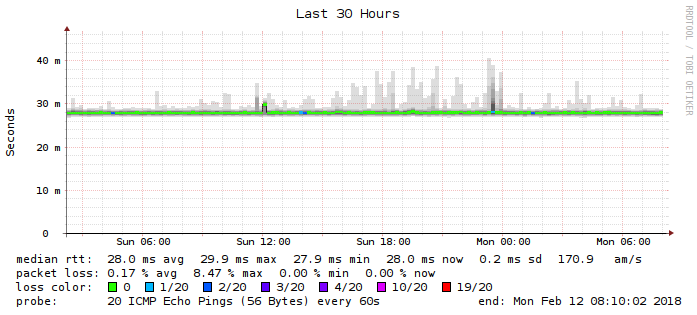 Last 30 Hours
RRDTOOL / TOBI OETIKER
Seconds
40 m
30 m
20 m
10 m
0
Sun 06:00 Sun 12:00 Sun 18:00 Mon 00:00 Mon 06:00
median rtt: 28.0 ms avg 29.9 ms max 27.9 ms min 28.0 ms now 0.2 ms sd 170.9 am/s
packet loss: 0.17 % avg 8.47 % max 0.00 % min 0.00 % now
loss color: 0 1/20 2/20 3/20 4/20 10/20 19/20
probe: 20 ICMP Echo Pings (56 Bytes) every 60s end: Mon Feb 12 08:10:02 2018